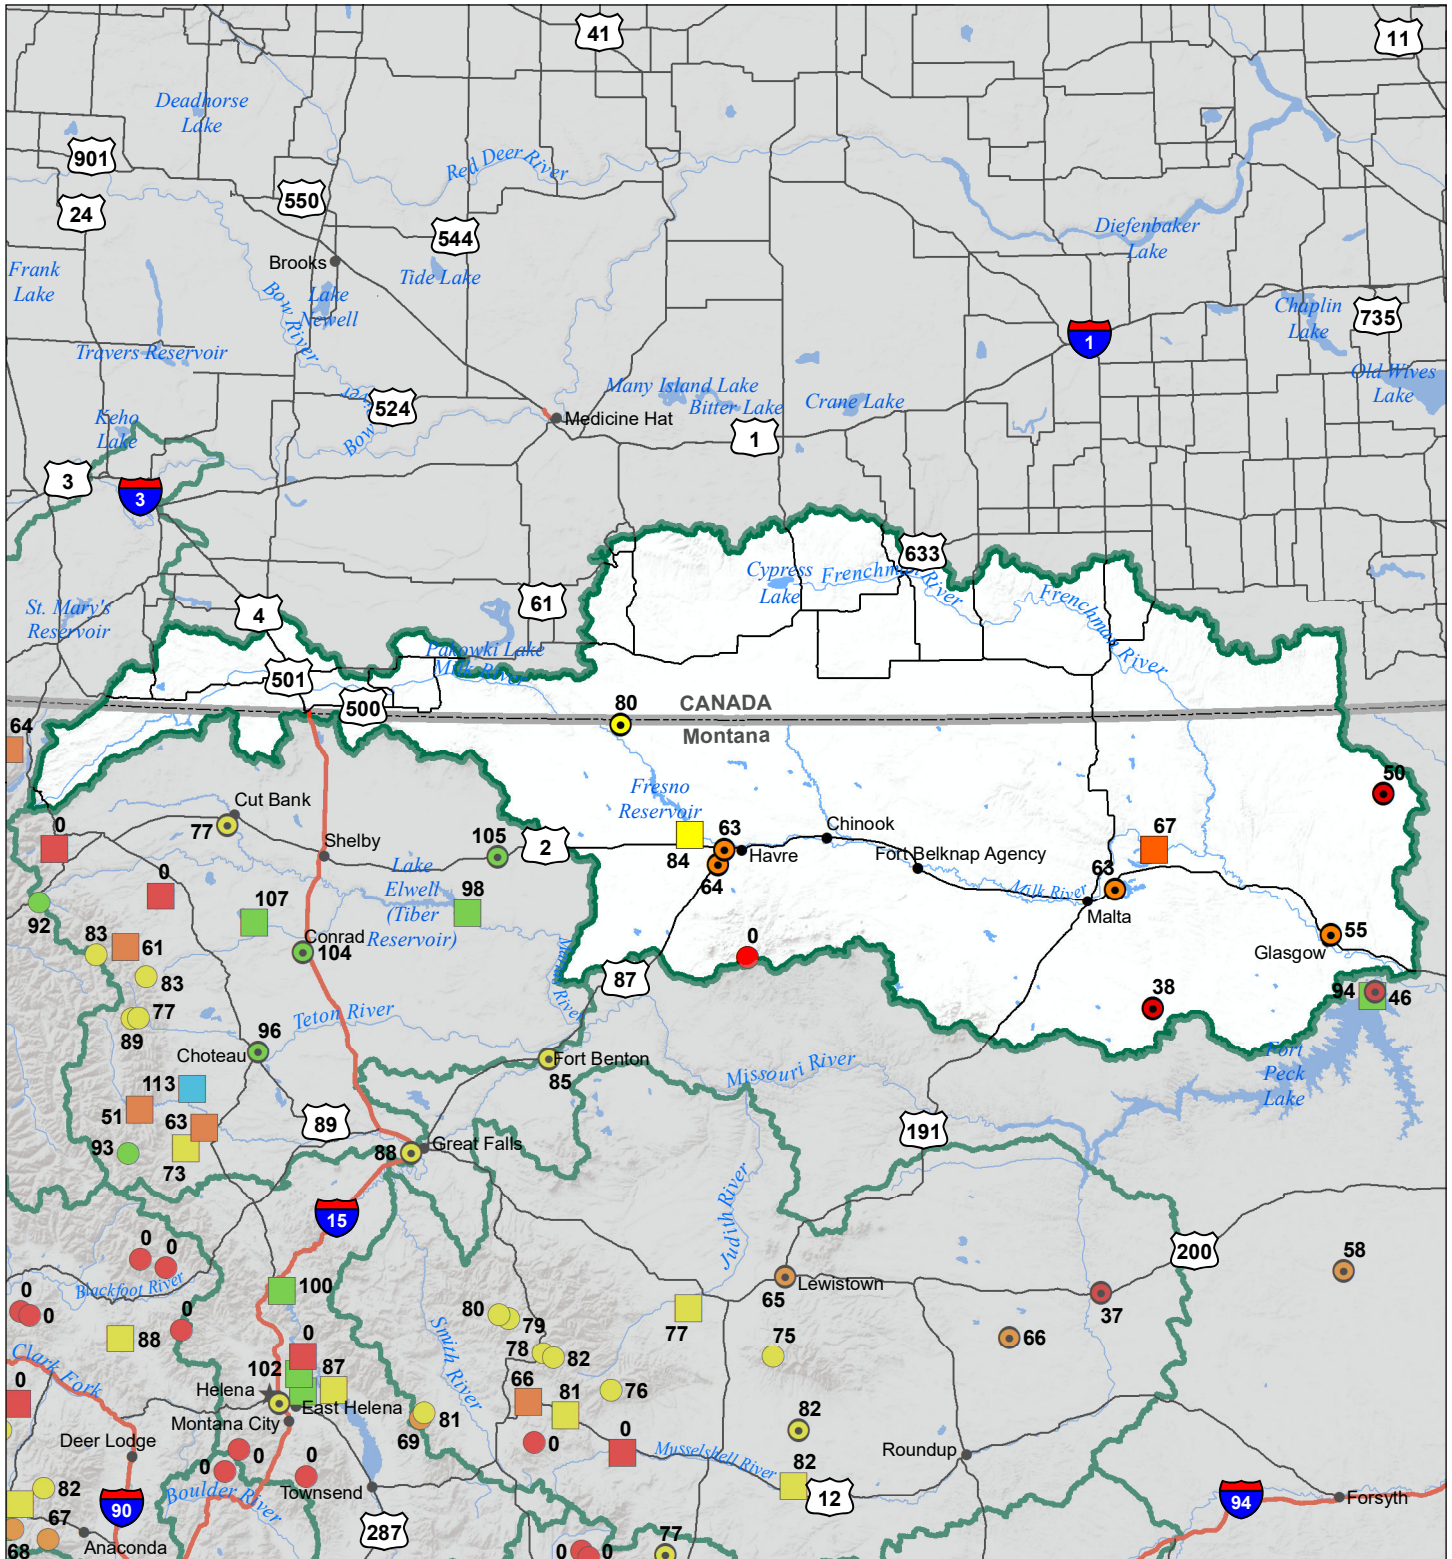 41
11
Deadhorse
Lake
901
Red Deer River
550
24
544
Diefenbaker
Lake
Brooks
Frank
Lake
Tide Lake
Lake
Newell
Bow River
Chaplin
Lake
735
1
Travers Reservoir
Old Wives
Lake
Many Island Lake
Bitter Lake
Crane Lake
524
Keho
Lake
Medicine Hat
1
Bow
3
3
633
Cypress
Lake
Frenchman River
61
4
St. Mary's
Reservoir
Frenchman River
Pakowki Lake
Milk River
501
500
80
CANADA
Montana
64
50
Fresno
Reservoir
Cut Bank
77
0
Shelby
105
2
84
63
Havre
64
Chinook
Fort Belknap Agency
67
63
Milk River
Malta
Lake
Elwell
(Tiber
Reservoir)
98
0
107
92
83
61
Conrad
104
0
55
Glasgow
87
83
77
89
38
94
46
Teton River
96
Choteau
Fort Benton
85
Missouri River
Fort
Peck
Lake
113
51
63
89
191
93
73
88
Great Falls
15
Judith River
200
0
0
58
Blackfoot River
100
Lewistown
65
37
0
0
0
80
79
77
66
88
Smith River
75
78
82
Clark Fork
0
102
87
76
0
Helena
East Helena
66
81
Montana City
81
69
82
Deer Lodge
0
0
0
0
0
Musselshell River
Roundup
82
12
82
Boulder River
Townsend
90
94
Forsyth
67
287
68
Anaconda
77
0
0